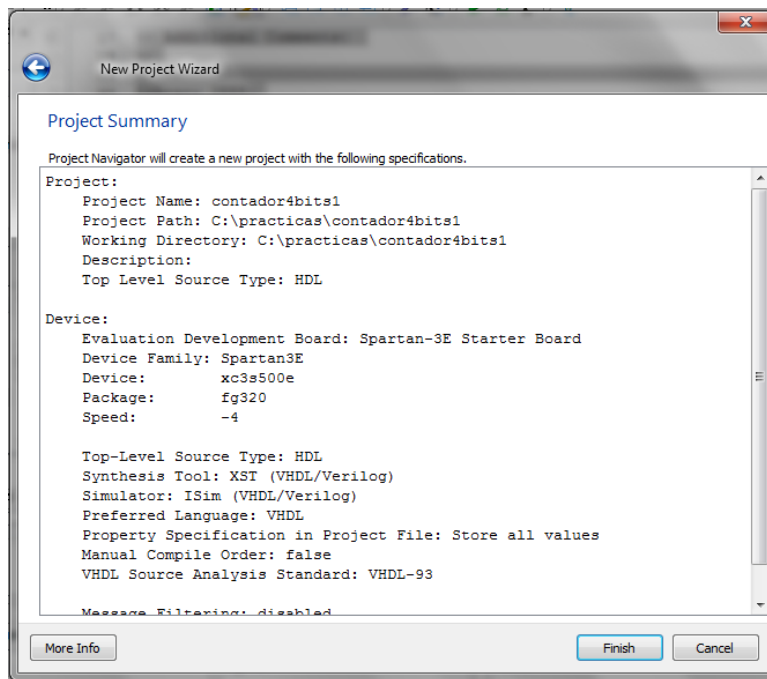 New Project Wizard
Project Summary
Project Navigator will create a new project with the following specifications.
Project:
Project Name: contador4bits1
Project Path: C:\practicas\contador4bits1
Working Directory: C:\practicas\contador4bits1
Description:
Top Level Source Type: HDL
Device:
Evaluation Development Board: Spartan-3E Starter Board
Device Family: Spartan3E
Device: xc3s500e
Package: fg320
Speed: -4
Top-Level Source Type: HDL
Synthesis Tool: XST (VHDL/Verilog)
Simulator: ISim (VHDL/Verilog)
Preferred Language: VHDL
Property Specification in Project File: Store all values
Manual Compile Order: false
VHDL Source Analysis Standard: VHDL-93
Message Filtering: disabled
More Info
Finish
Cancel